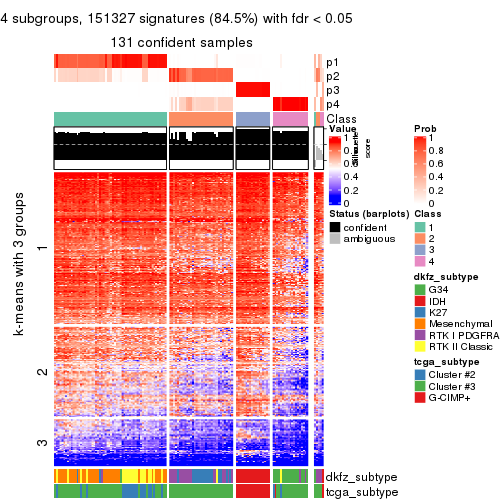 4 subgroups, 151327 signatures (84.5%) with fdr < 0.05
131 confident samples
p1
p2
p3
p4
Class
Silhouette
score
k-means with 3 groups
1
2
3
dkfz_subtype
tcga_subtype
Value
1
0.8
0.6
0.4
0.2
0
Status (barplots)
confident
ambiguous
Prob
1
0.8
0.6
0.4
0.2
0
Class
1
2
3
4
dkfz_subtype
G34
IDH
K27
Mesenchymal
RTK I PDGFRA
RTK II Classic
tcga_subtype
Cluster #2
Cluster #3
G-CIMP+